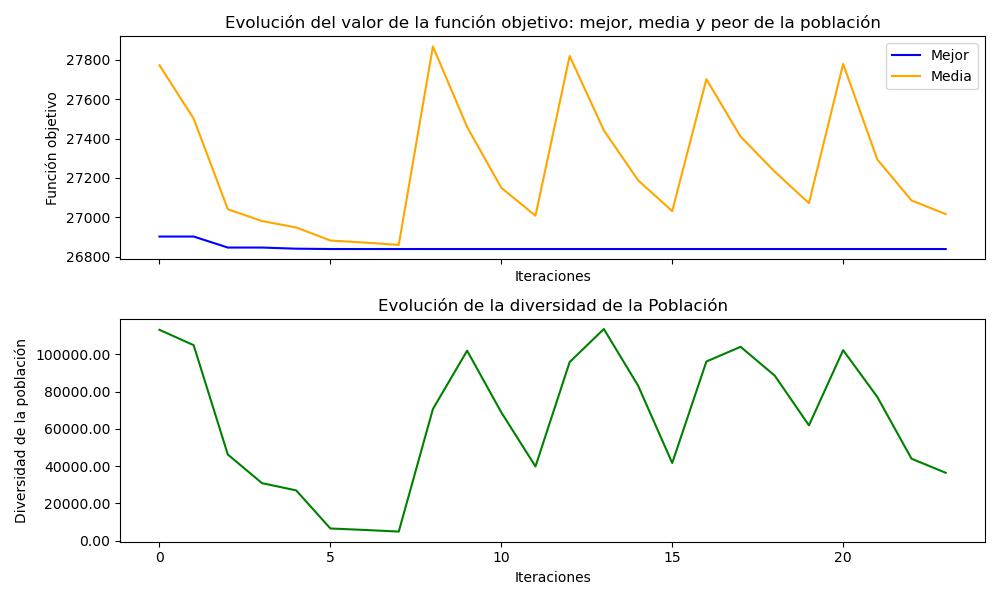 Evolución del valor de la función objetivo: mejor, media y peor de la población
Función objetivo
27800
27600
27400
27200
27000
26800
Mejor
Media
Iteraciones
Evolución de la diversidad de la Población
Diversidad de la población
100000.00
80000.00
60000.00
40000.00
20000.00
0.00
0 5 10 15 20
Iteraciones